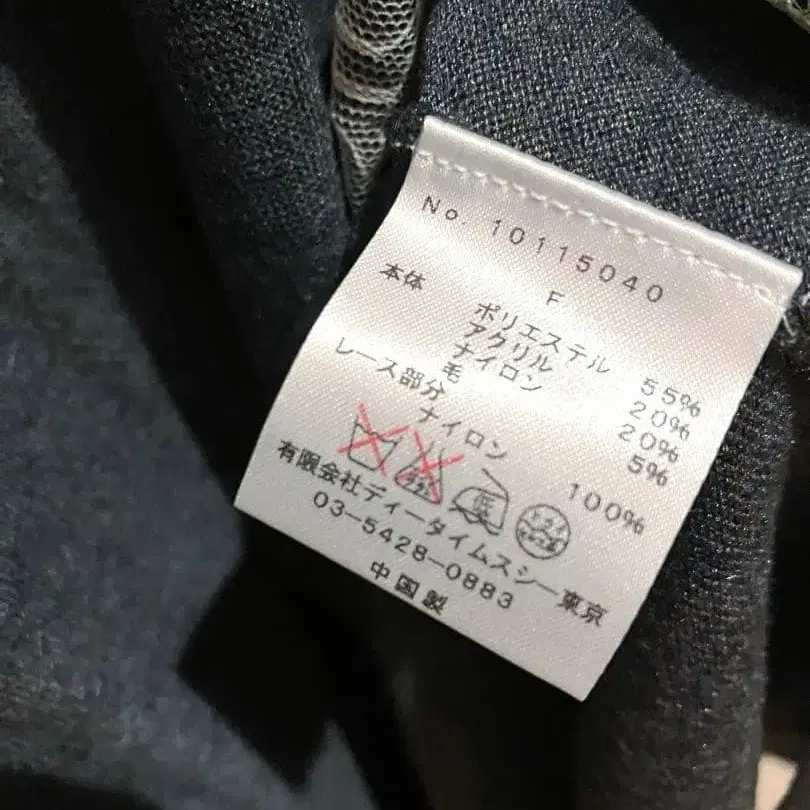 No. 10115040
F
本体
ポリエステル 55%
アクリル 20%
ナイロン 20%
毛 5%
レース部分
ナイロン 100%
低
有限会社ディータイムスシー東京
03-5428-0883
中国製